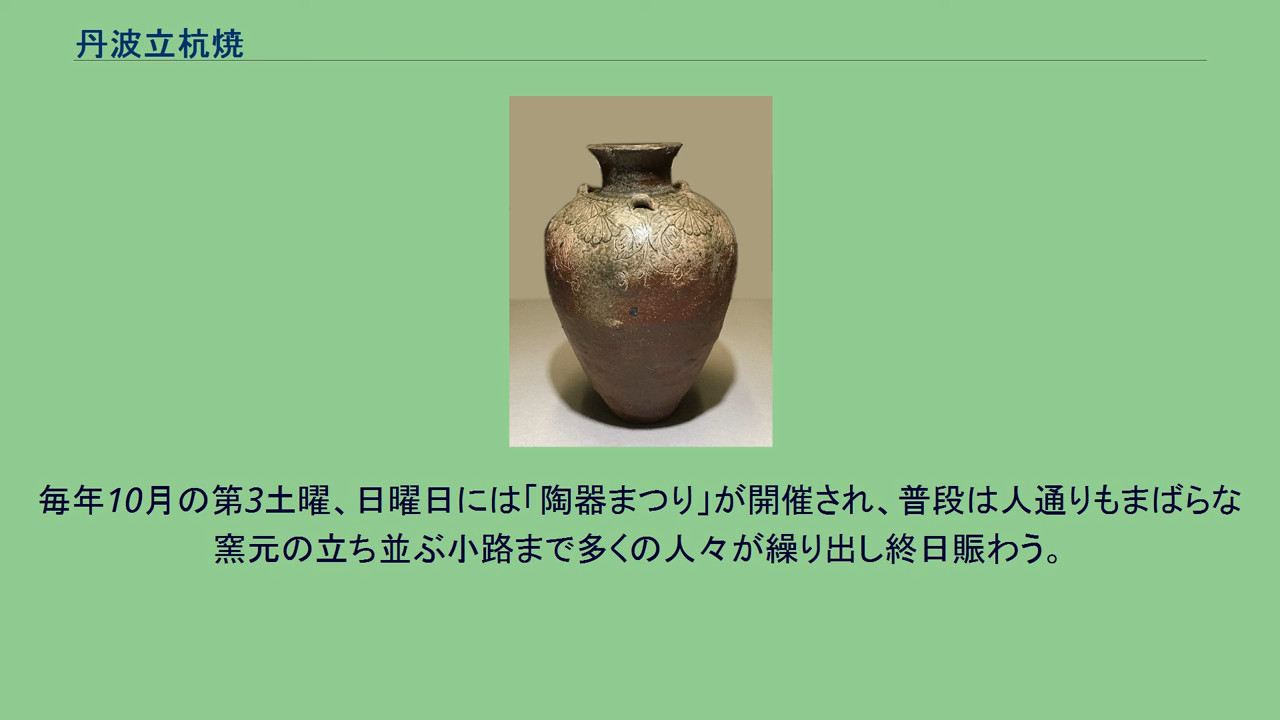 丹波立杭焼
毎年10月の第3土曜、日曜日には「陶器まつり」が開催され、普段は人通りもまばらな
窯元の立ち並ぶ小路まで多くの人々が繰り出し終日賑わう。